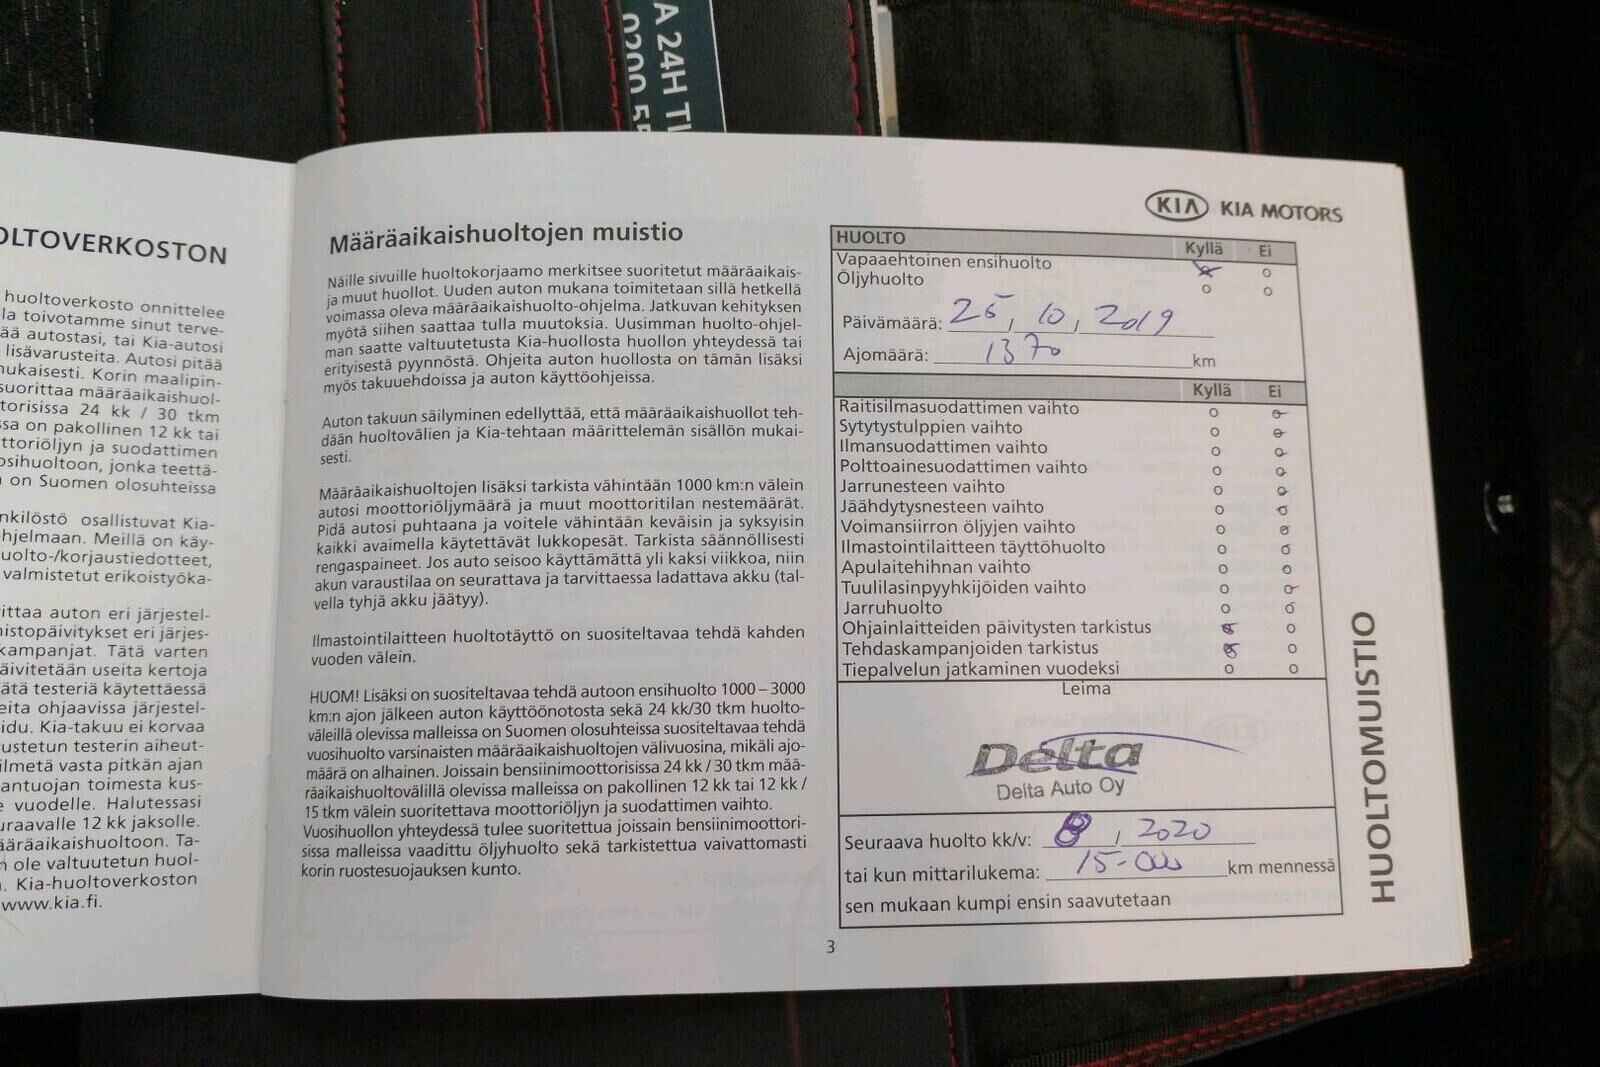 A 24H TI
0200 5
OLTOVERKOSTON
huoltoverkosto onnittelee
la toivotamme sinut terve-
ää autostasi, tai Kia-autosi
lisävarusteita. Autosi pitää
nukaisesti. Korin maalipin-
suorittaa määräaikaishuol-
torisissa 24 kk / 30 tkm
ssa on pakollinen 12 kk tai
ttoriöljyn ja suodattimen
osihuoltoon, jonka teettä-
on Suomen olosuhteissa
nkilöstö osallistuvat Kia-
hjelmaan. Meillä on käy-
uolto-/korjaustiedotteet,
valmistetut erikoistyöka-
ittaa auton eri järjestel-
nistopäivitykset eri järjes-
kampanjat. Tätä varten
äivitetään useita kertoja
ätä testeriä käytettäessä
eita ohjaavissa järjestel-
idu. Kia-takuu ei korvaa
ustetun testerin aiheut-
ilmetä vasta pitkän ajan
antuojan toimesta kus-
e vuodelle. Halutessasi
uraavalle 12 kk jaksolle.
ääräaikaishuoltoon. Ta-
n ole valtuutetun huol-
. Kia-huoltoverkoston
www.kia.fi.
Määräaikaishuoltojen muistio
Näille sivuille huoltokorjaamo merkitsee suoritetut määräaikais-
ja muut huollot. Uuden auton mukana toimitetaan sillä hetkellä
voimassa oleva määräaikaishuolto-ohjelma. Jatkuvan kehityksen
myötä siihen saattaa tulla muutoksia. Uusimman huolto-ohjel-
man saatte valtuutetusta Kia-huollosta huollon yhteydessä tai
erityisestä pyynnöstä. Ohjeita auton huollosta on tämän lisäksi
myös takuuehdoissa ja auton käyttöohjeissa.
Auton takuun säilyminen edellyttää, että määräaikaishuollot teh-
dään huoltovälien ja Kia-tehtaan määrittelemän sisällön mukai-
sesti.
Määräaikaishuoltojen lisäksi tarkista vähintään 1000 km:n välein
autosi moottoriöljymäärä ja muut moottoritilan nestemäärät.
Pidä autosi puhtaana ja voitele vähintään keväisin ja syksyisin
kaikki avaimella käytettävät lukkopesät. Tarkista säännöllisesti
rengaspaineet. Jos auto seisoo käyttämättä yli kaksi viikkoa, niin
akun varaustilaa on seurattava ja tarvittaessa ladattava akku (tal-
vella tyhjä akku jäätyy).
Ilmastointilaitteen huoltotäyttö on suositeltavaa tehdä kahden
vuoden välein.
HUOM! Lisäksi on suositeltavaa tehdä autoon ensihuolto 1000 – 3000
km:n ajon jälkeen auton käyttöönotosta sekä 24 kk/30 tkm huolto-
väleillä olevissa malleissa on Suomen olosuhteissa suositeltavaa tehdä
vuosihuolto varsinaisten määräaikaishuoltojen välivuosina, mikäli ajo-
määrä on alhainen. Joissain bensiinimoottorisissa 24 kk / 30 tkm mää-
räaikaishuoltovälillä olevissa malleissa on pakollinen 12 kk tai 12 kk /
15 tkm välein suoritettava moottoriöljyn ja suodattimen vaihto.
Vuosihuollon yhteydessä tulee suoritettua joissain bensiinimoottori-
sissa malleissa vaadittu öljyhuolto sekä tarkistettua vaivattomasti
korin ruostesuojauksen kunto.
KIA KIA MOTORS
HUOLTO Kyllä Ei
Vapaaehtoinen ensihuolto
Öljyhuolto
Päivämäärä: 25, 10, 2019
Ajomäärä: 1370 km
Kyllä Ei
Raitisilmasuodattimen vaihto
Sytytystulppien vaihto
Ilmansuodattimen vaihto
Polttoainesuodattimen vaihto
Jarrunesteen vaihto
Jäähdytysnesteen vaihto
Voimansiirron öljyjen vaihto
Ilmastointilaitteen täyttöhuolto
Apulaitehihnan vaihto
Tuulilasinpyyhkijöiden vaihto
Jarruhuolto
Ohjainlaitteiden päivitysten tarkistus
Tehdaskampanjoiden tarkistus
Tiepalvelun jatkaminen vuodeksi
Leima
Delta
Delta Auto Oy
Seuraava huolto kk/v: 8 / 2020
tai kun mittarilukema: 15-000 km mennessä
sen mukaan kumpi ensin saavutetaan
HUOLTOMUISTIO
3